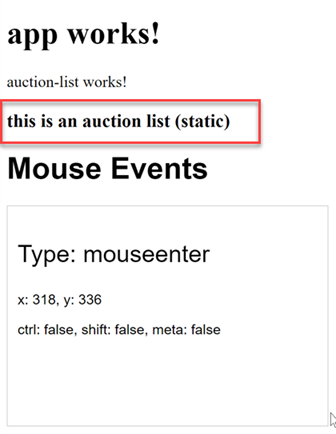 app works!
auction-list works!
this is an auction list (static)
Mouse Events
Type: mouseenter
x: 318, y: 336
ctrl: false, shift: false, meta: false